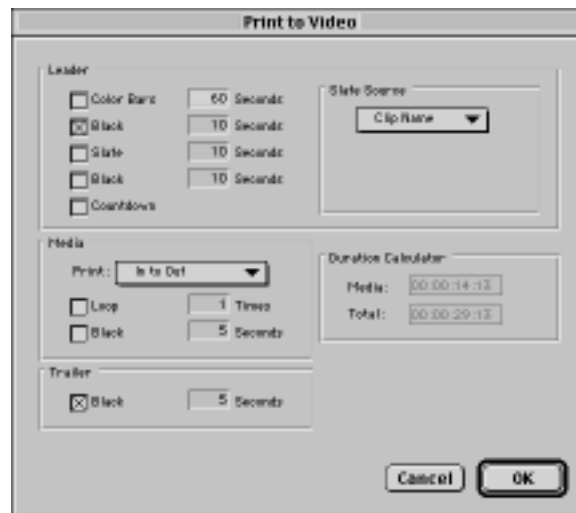 Print to Video
Leader
Color Bars 60 Seconds
Black 10 Seconds
Slate 10 Seconds
Black 10 Seconds
Countdown
Slate Source
Clip Name
Media
Print: In to Out
Loop 1 Times
Black 5 Seconds
Duration Calculator
Media: 00:00:14:13
Total: 00:00:29:13
Trailer
Black 5 Seconds
Cancel
OK